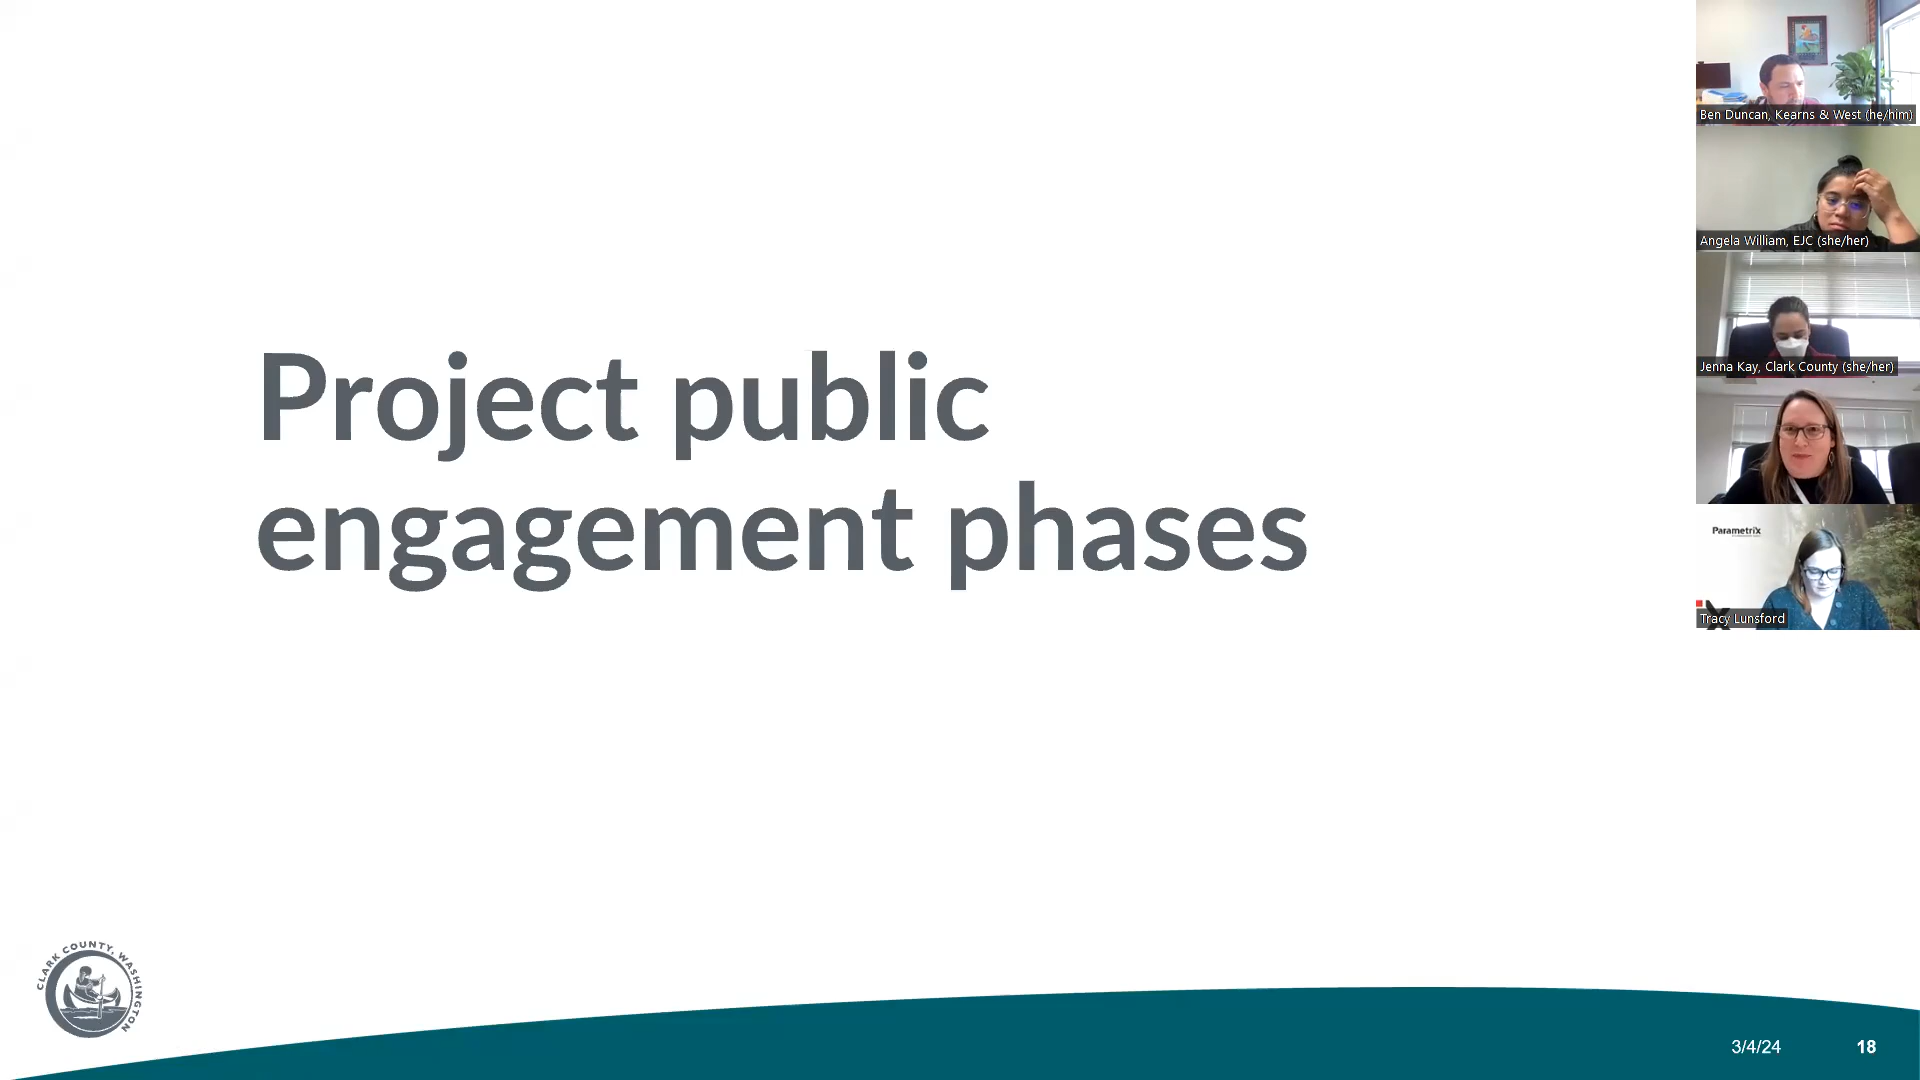 Project public
engagement phases
Ben Duncan, Kearns & West (he/him)
Angela William, EJC (she/her)
Jenna Kay, Clark County (she/her)
Parametrix
Tracy Lunsford
CLARK COUNTY, WASHINGTON
3/4/24
18